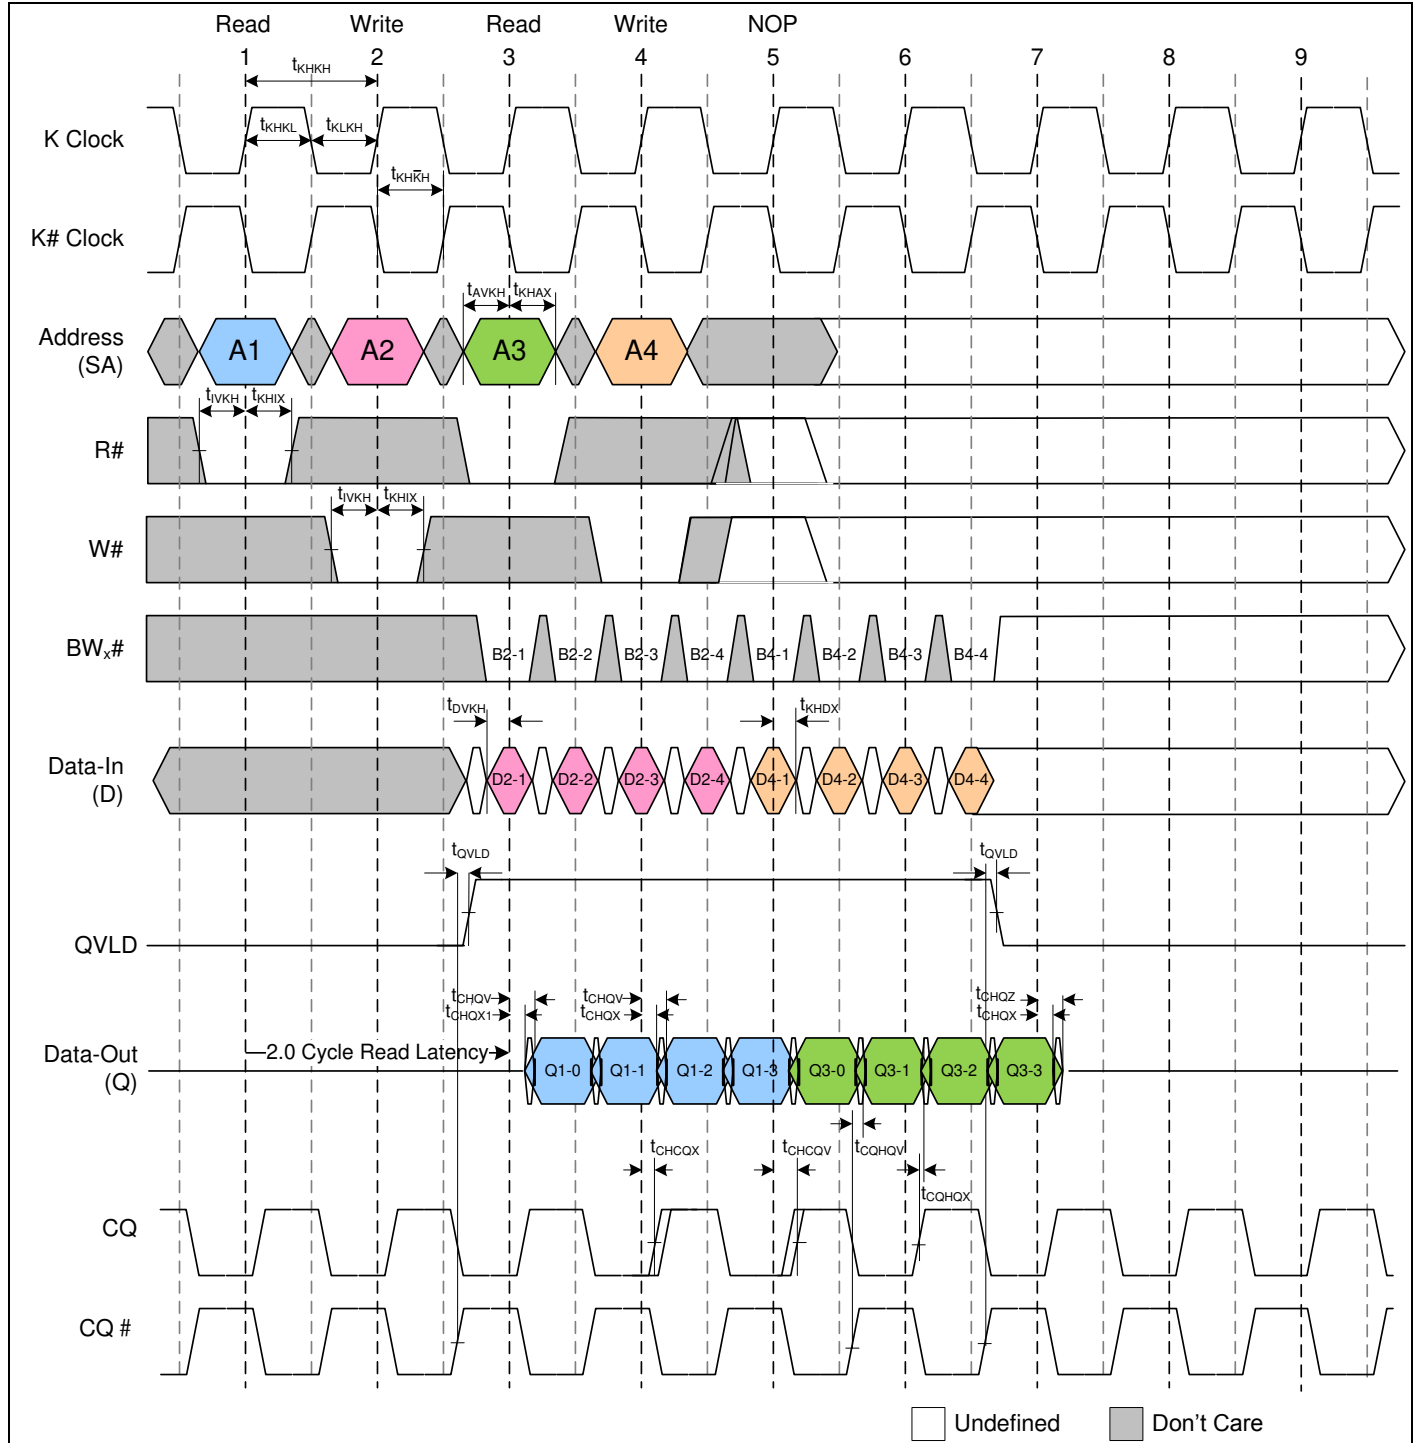 Read Write Read Write NOP
1 2 3 4 5 6 7 8 9
tKHKH
K Clock
tKHKL tKLKH
tKHK̅H
K# Clock
tAVKH tKHAX
Address
(SA)
A1 A2 A3 A4
tIVKH tKHIX
R#
tIVKH tKHIX
W#
BWx#
B2-1 B2-2 B2-3 B2-4 B4-1 B4-2 B4-3 B4-4
tDVKH tKHDX
Data-In
(D)
D2-1 D2-2 D2-3 D2-4 D4-1 D4-2 D4-3 D4-4
tQVLD tQVLD
QVLD
tCHQV tCHQV tCHQZ
tCHQX1 tCHQX tCHQX
Data-Out
(Q)
2.0 Cycle Read Latency
Q1-0 Q1-1 Q1-2 Q1-3 Q3-0 Q3-1 Q3-2 Q3-3
tCHCQX tCHCQV tCQHQV
tCQHQX
CQ
CQ #
Undefined Don't Care